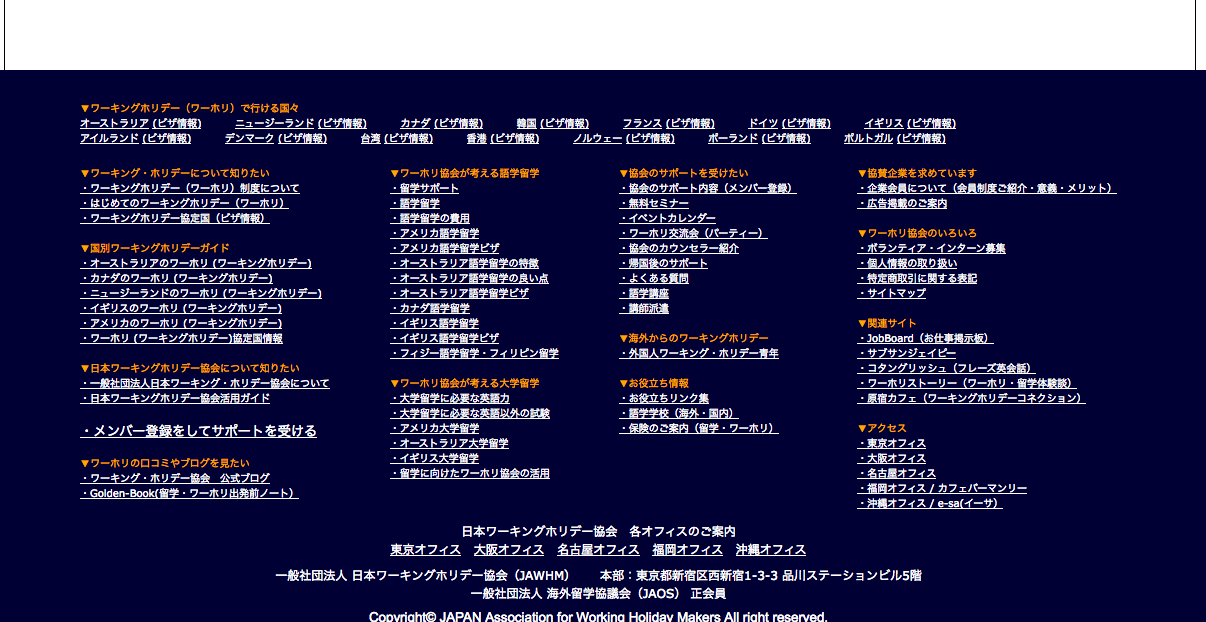 ▼ワーキングホリデー（ワーホリ）で行ける国々
オーストラリア (ビザ情報) ニュージーランド (ビザ情報) カナダ (ビザ情報) 韓国 (ビザ情報) フランス (ビザ情報) ドイツ (ビザ情報) イギリス (ビザ情報)
アイルランド (ビザ情報) デンマーク (ビザ情報) 台湾 (ビザ情報) 香港 (ビザ情報) ノルウェー (ビザ情報) ポーランド (ビザ情報) ポルトガル (ビザ情報)
▼ワーキング・ホリデーについて知りたい
・ワーキングホリデー（ワーホリ）制度について
・はじめてのワーキングホリデー（ワーホリ）
・ワーキングホリデー協定国（ビザ情報）
▼国別ワーキングホリデーガイド
・オーストラリアのワーホリ (ワーキングホリデー)
・カナダのワーホリ (ワーキングホリデー)
・ニュージーランドのワーホリ (ワーキングホリデー)
・イギリスのワーホリ (ワーキングホリデー)
・アメリカのワーホリ (ワーキングホリデー)
・ワーホリ (ワーキングホリデー)協定国情報
▼日本ワーキングホリデー協会について知りたい
・一般社団法人日本ワーキング・ホリデー協会について
・日本ワーキングホリデー協会活用ガイド
・メンバー登録をしてサポートを受ける
▼ワーホリの口コミやブログを見たい
・ワーキング・ホリデー協会　公式ブログ
・Golden-Book(留学・ワーホリ出発前ノート）
▼ワーホリ協会が考える語学留学
・留学サポート
・語学留学
・語学留学の費用
・アメリカ語学留学
・アメリカ語学留学ビザ
・オーストラリア語学留学の特徴
・オーストラリア語学留学の良い点
・オーストラリア語学留学ビザ
・カナダ語学留学
・イギリス語学留学
・イギリス語学留学ビザ
・フィジー語学留学・フィリピン留学
▼ワーホリ協会が考える大学留学
・大学留学に必要な英語力
・大学留学に必要な英語以外の試験
・アメリカ大学留学
・オーストラリア大学留学
・イギリス大学留学
・留学に向けたワーホリ協会の活用
▼協会のサポートを受けたい
・協会のサポート内容（メンバー登録）
・無料セミナー
・イベントカレンダー
・ワーホリ交流会（パーティー）
・協会のカウンセラー紹介
・帰国後のサポート
・よくある質問
・語学講座
・講師派遣
▼海外からのワーキングホリデー
・外国人ワーキング・ホリデー青年
▼お役立ち情報
・お役立ちリンク集
・語学学校（海外・国内）
・保険のご案内（留学・ワーホリ）
▼協賛企業を求めています
・企業会員について（会員制度ご紹介・意義・メリット）
・広告掲載のご案内
▼ワーホリ協会のいろいろ
・ボランティア・インターン募集
・個人情報の取り扱い
・特定商取引に関する表記
・サイトマップ
▼関連サイト
・JobBoard（お仕事掲示板）
・サブサンジェイピー
・コタングリッシュ（フレーズ英会話）
・ワーホリストーリー（ワーホリ・留学体験談）
・原宿カフェ（ワーキングホリデーコネクション）
▼アクセス
・東京オフィス
・大阪オフィス
・名古屋オフィス
・福岡オフィス / カフェバーマンリー
・沖縄オフィス / e-sa(イーサ）
日本ワーキングホリデー協会　各オフィスのご案内
東京オフィス 大阪オフィス 名古屋オフィス 福岡オフィス 沖縄オフィス
一般社団法人 日本ワーキングホリデー協会（JAWHM）　本部：東京都新宿区西新宿1-3-3 品川ステーションビル5階
一般社団法人 海外留学協議会（JAOS） 正会員
Copyright© JAPAN Association for Working Holiday Makers All right reserved.